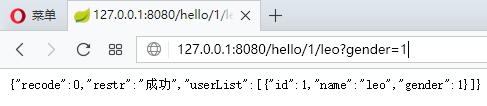 菜单
127.0.0.1:8080/hello/1/le
127.0.0.1:8080/hello/1/leo?gender=1
{"recode":0,"restr":"成功","userList":[{"id":1,"name":"leo","gender":1}]}